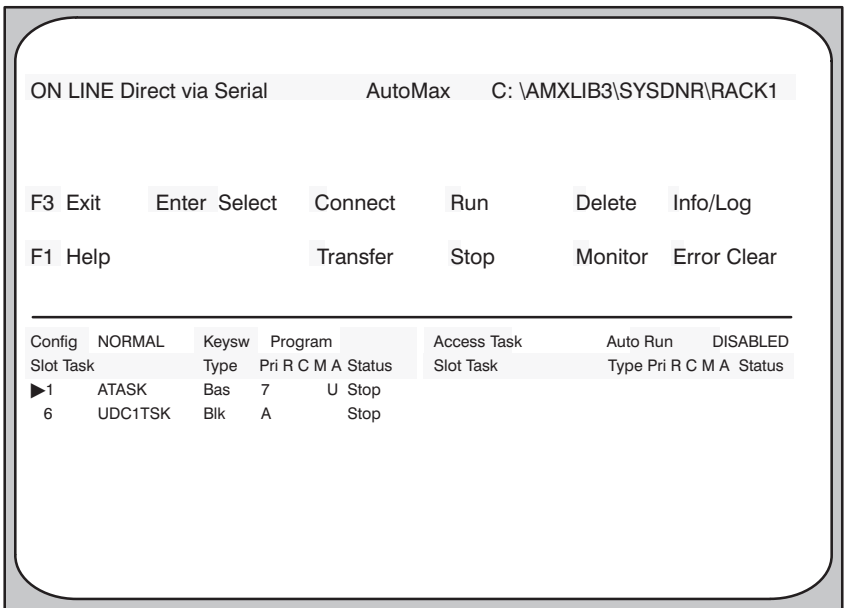 ON LINE Direct via Serial AutoMax C: \AMXLIB3\SYSDNR\RACK1
F3 Exit Enter Select Connect Run Delete Info/Log
F1 Help Transfer Stop Monitor Error Clear
Config NORMAL Keysw Program Access Task Auto Run DISABLED
Slot Task Type Pri R C M A Status Slot Task Type Pri R C M A Status
▶1 ATASK Bas 7 U Stop
6 UDC1TSK Blk A Stop